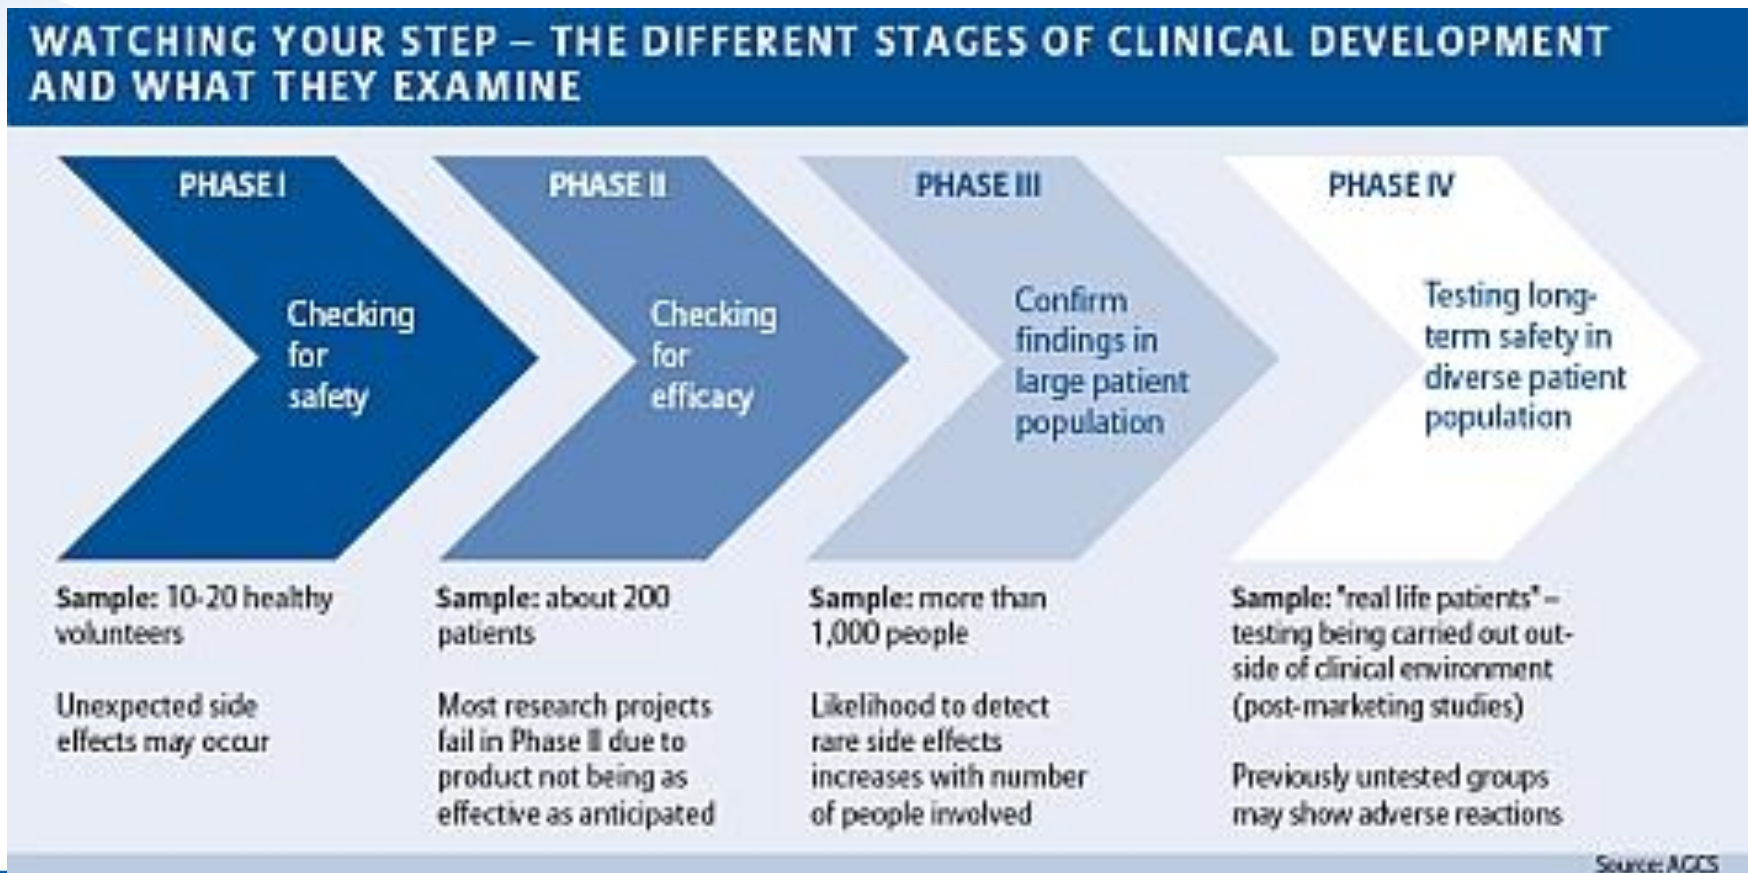 WATCHING YOUR STEP – THE DIFFERENT STAGES OF CLINICAL DEVELOPMENT
AND WHAT THEY EXAMINE
PHASE I
Checking
for
safety
Sample: 10-20 healthy
volunteers
Unexpected side
effects may occur
PHASE II
Checking
for
efficacy
Sample: about 200
patients
Most research projects
fail in Phase II due to
product not being as
effective as anticipated
PHASE III
Confirm
findings in
large patient
population
Sample: more than
1,000 people
Likelihood to detect
rare side effects
increases with number
of people involved
PHASE IV
Testing long-
term safety in
diverse patient
population
Sample: "real life patients" –
testing being carried out out-
side of clinical environment
(post-marketing studies)
Previously untested groups
may show adverse reactions
Source: AGCS